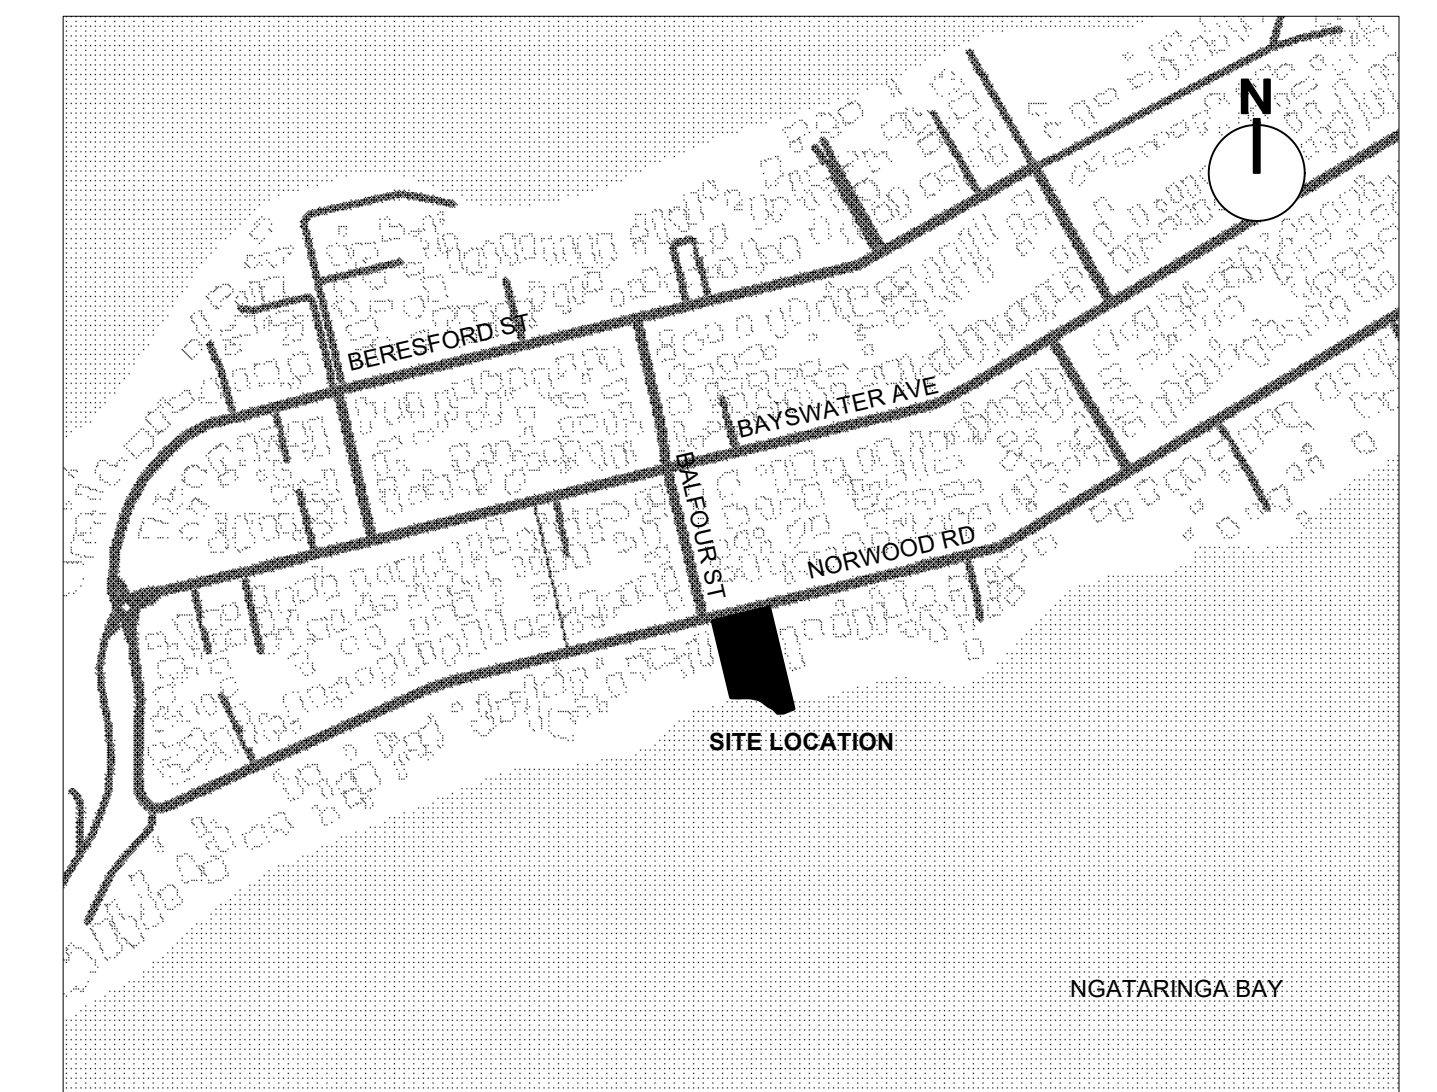 N
BERESFORD ST
BAYSWATER AVE
BALFOUR ST
NORWOOD RD
SITE LOCATION
NGATARINGA BAY